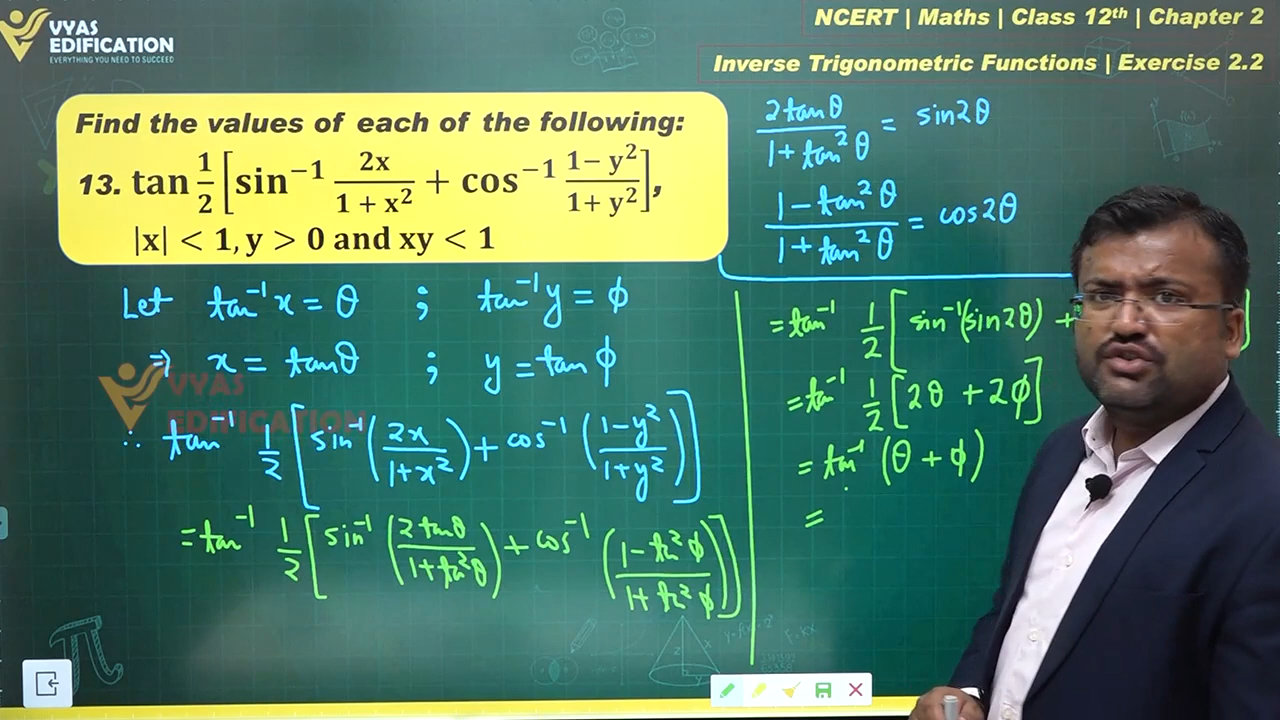 VYAS
EDIFICATION
EVERYTHING YOU NEED TO SUCCEED
NCERT | Maths | Class 12th | Chapter 2
Inverse Trigonometric Functions | Exercise 2.2
Find the values of each of the following:
13. tan 1/2 [sin⁻¹ 2x/(1 + x²) + cos⁻¹ (1− y²)/(1+ y²)],
|x| < 1, y > 0 and xy < 1
2tanθ/(1+tan²θ) = sin2θ
(1−tan²θ)/(1+tan²θ) = cos2θ
Let tan⁻¹x = θ ; tan⁻¹y = ϕ
⇒ x = tanθ ; y = tanϕ
VYAS
EDIFICATION
∴ tan⁻¹ 1/2 [sin⁻¹(2x/(1+x²)) + cos⁻¹((1−y²)/(1+y²))]
= tan⁻¹ 1/2 [sin⁻¹(2tanθ/(1+tan²θ)) + cos⁻¹((1−tan²ϕ)/(1+tan²ϕ))]
= tan⁻¹ 1/2 [sin⁻¹(sin2θ) + ]
= tan⁻¹ 1/2 [2θ + 2ϕ]
= tan⁻¹ (θ + ϕ)
=